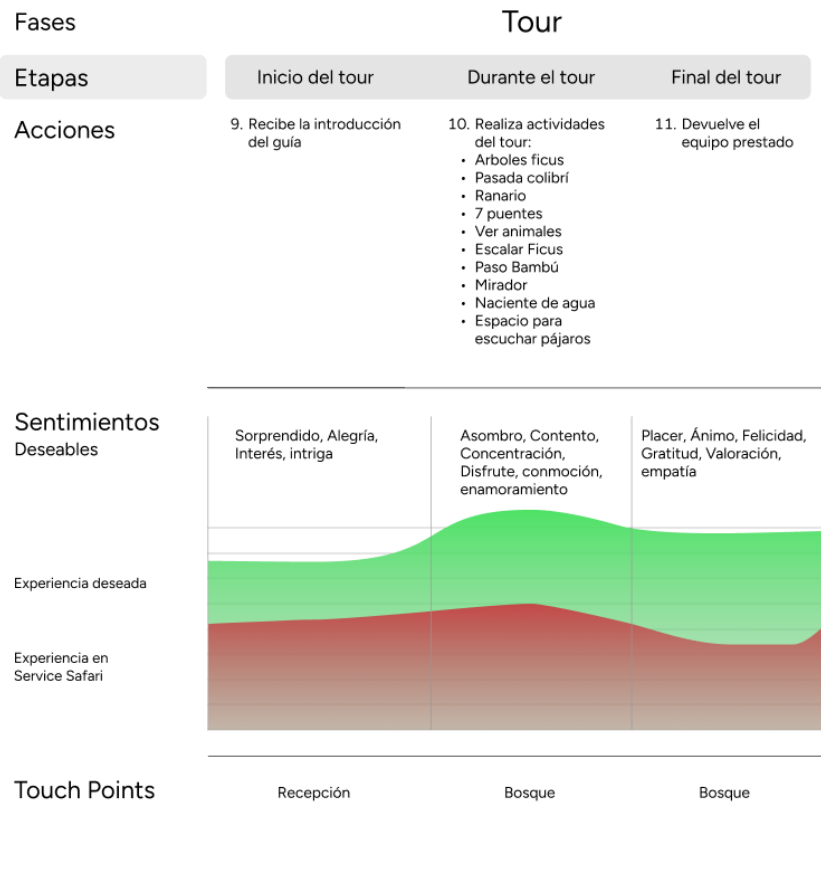 Fases
Tour
Etapas
Inicio del tour
Durante el tour
Final del tour
Acciones
9. Recibe la introducción
del guía
10. Realiza actividades
del tour:
• Arboles ficus
• Pasada colibrí
• Ranario
• 7 puentes
• Ver animales
• Escalar Ficus
• Paso Bambú
• Mirador
• Naciente de agua
• Espacio para
escuchar pájaros
11. Devuelve el
equipo prestado
Sentimientos
Deseables
Sorprendido, Alegría,
Interés, intriga
Asombro, Contento,
Concentración,
Disfrute, conmoción,
enamoramiento
Placer, Ánimo, Felicidad,
Gratitud, Valoración,
empatía
Experiencia deseada
Experiencia en
Service Safari
Touch Points
Recepción
Bosque
Bosque